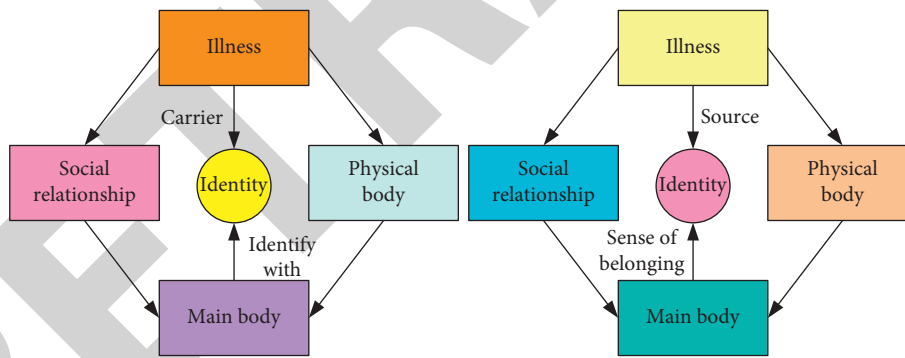 Illness
Carrier
Social
relationship
Identity
Physical
body
Identify
with
Main body
Illness
Source
Social
relationship
Identity
Physical
body
Sense of
belonging
Main body